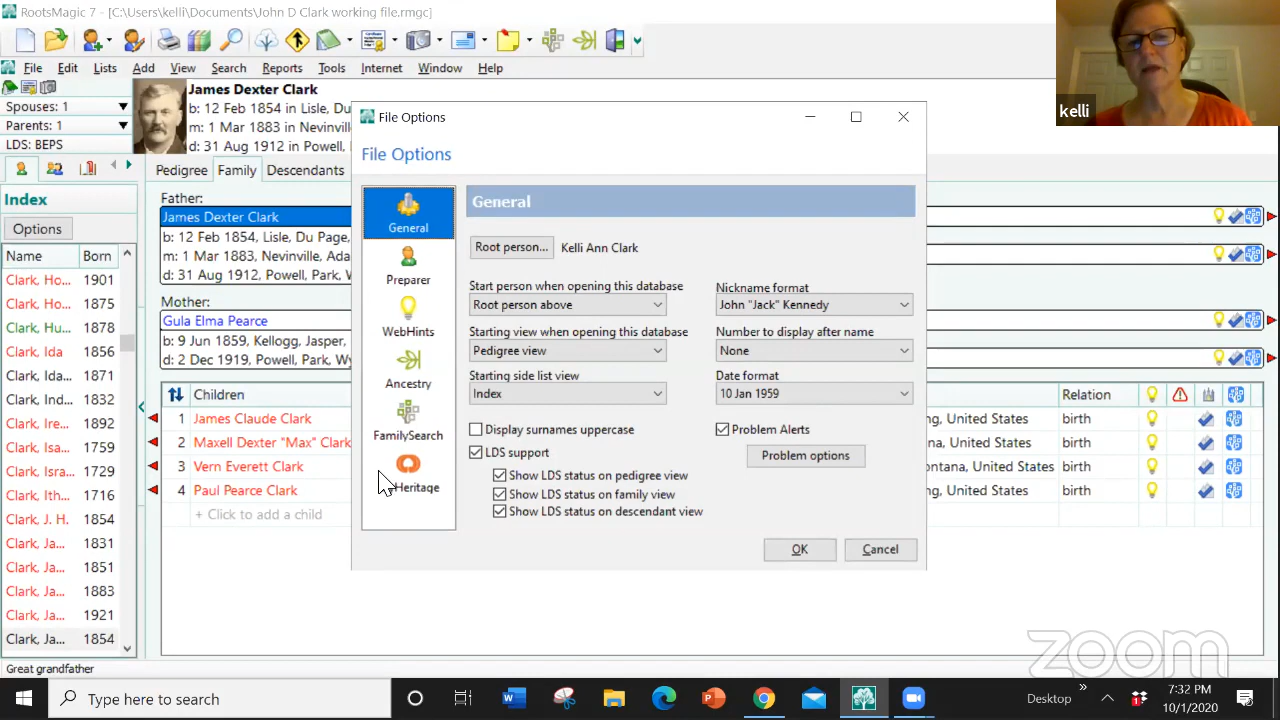 RootsMagic 7 - [C:\Users\kelli\Documents\John D Clark working file.rmgc]
File Edit Lists Add View Search Reports Tools Internet Window Help
kelli
Spouses: 1
Parents: 1
LDS: BEPS
James Dexter Clark
b: 12 Feb 1854 in Lisle, Du
m: 1 Mar 1883 in Nevinville,
d: 31 Aug 1912 in Powell,
Pedigree Family Descendants
Index
Options
Name Born
Clark, Ho... 1901
Clark, Ho... 1875
Clark, Hu... 1878
Clark, Ida 1856
Clark, Ida... 1871
Clark, Ind... 1832
Clark, Ire... 1892
Clark, Isa... 1759
Clark, Isra... 1729
Clark, Ith... 1716
Clark, J. H. 1854
Clark, Ja... 1831
Clark, Ja... 1851
Clark, Ja... 1883
Clark, Ja... 1921
Clark, Ja... 1854
Great grandfather
Father:
James Dexter Clark
b: 12 Feb 1854, Lisle, Du Page,
m: 1 Mar 1883, Nevinville, Ada
d: 31 Aug 1912, Powell, Park, W
Mother:
Gula Elma Pearce
b: 9 Jun 1859, Kellogg, Jasper,
d: 2 Dec 1919, Powell, Park, Wy
Children Relation
1 James Claude Clark ng, United States birth
2 Maxell Dexter "Max" Clark na, United States birth
3 Vern Everett Clark ontana, United States birth
4 Paul Pearce Clark ng, United States birth
+ Click to add a child
File Options
File Options
General
Preparer
WebHints
Ancestry
FamilySearch
Heritage
General
Root person... Kelli Ann Clark
Start person when opening this database
Root person above
Starting view when opening this database
Pedigree view
Starting side list view
Index
Display surnames uppercase
LDS support
Show LDS status on pedigree view
Show LDS status on family view
Show LDS status on descendant view
Nickname format
John "Jack" Kennedy
Number to display after name
None
Date format
10 Jan 1959
Problem Alerts
Problem options
OK Cancel
zoom
Type here to search
Desktop
7:32 PM
10/1/2020